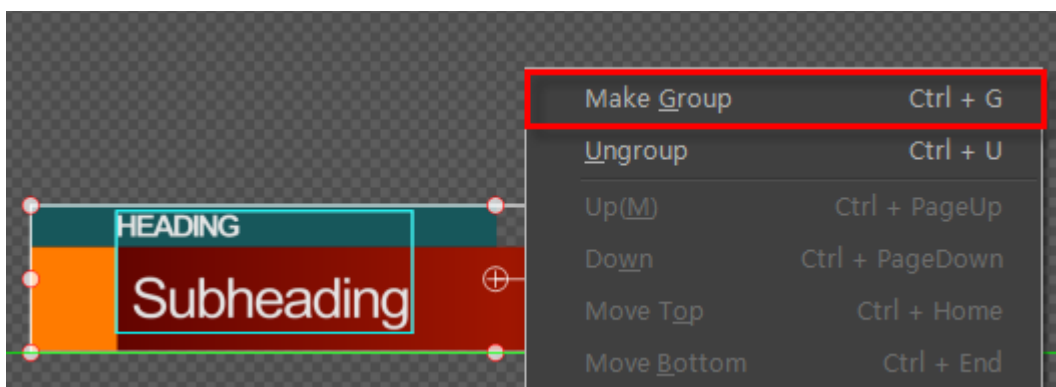 HEADING
Subheading
Make Group Ctrl + G
Ungroup Ctrl + U
Up(M) Ctrl + PageUp
Down Ctrl + PageDown
Move Top Ctrl + Home
Move Bottom Ctrl + End